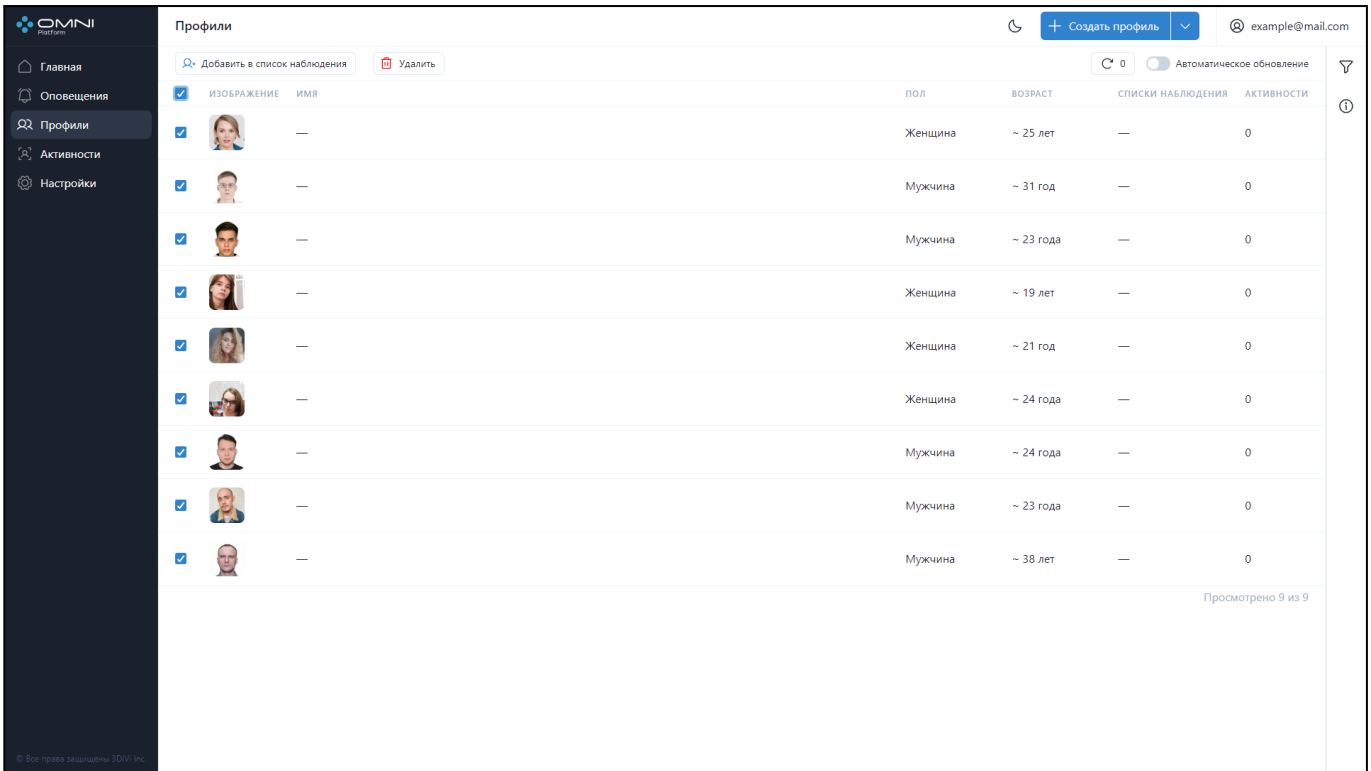 OMNI
Platform
Профили
Создать профиль
example@mail.com
Главная
Оповещения
Профили
Активности
Настройки
Добавить в список наблюдения
Удалить
0
Автоматическое обновление
ИЗОБРАЖЕНИЕ ИМЯ ПОЛ ВОЗРАСТ СПИСКИ НАБЛЮДЕНИЯ АКТИВНОСТИ
— Женщина ~ 25 лет — 0
— Мужчина ~ 31 год — 0
— Мужчина ~ 23 года — 0
— Женщина ~ 19 лет — 0
— Женщина ~ 21 год — 0
— Женщина ~ 24 года — 0
— Мужчина ~ 24 года — 0
— Мужчина ~ 23 года — 0
— Мужчина ~ 38 лет — 0
Просмотрено 9 из 9
© Все права защищены 3DiVi Inc.